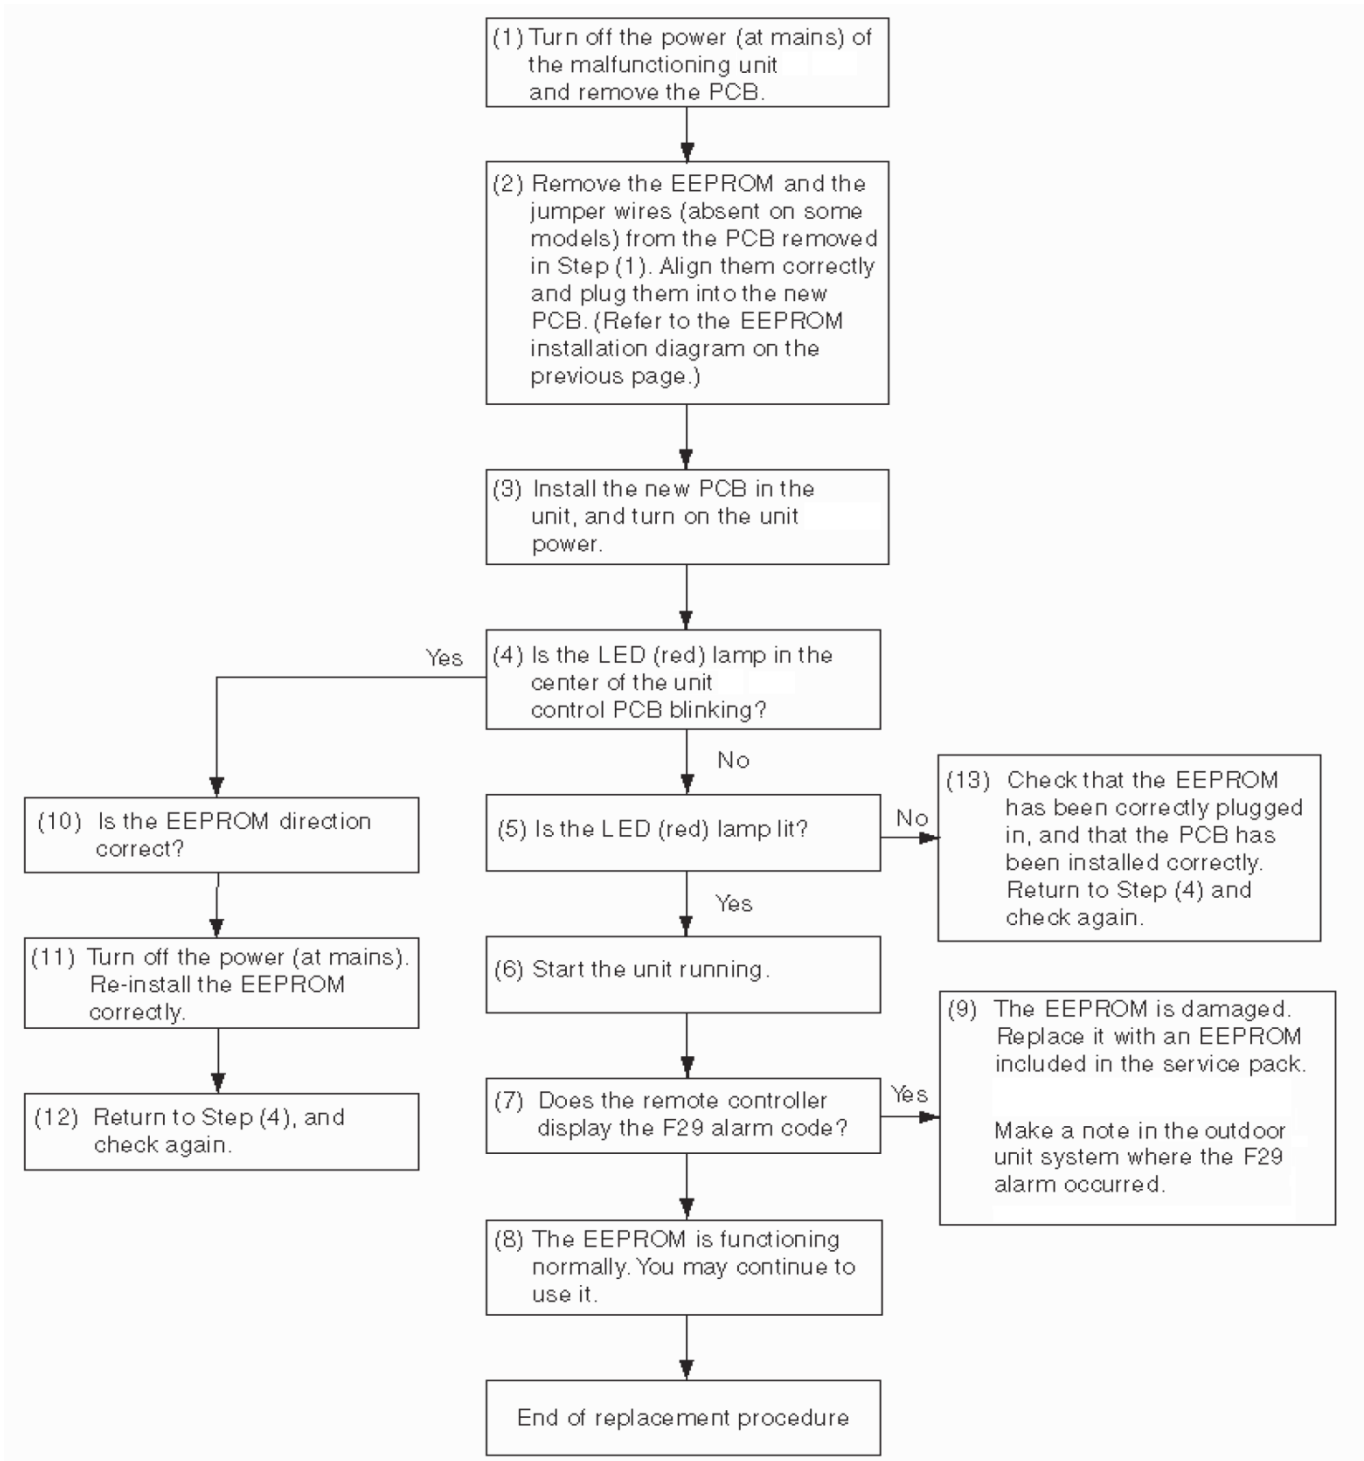 (1) Turn off the power (at mains) of
the malfunctioning unit
and remove the PCB.
(2) Remove the EEPROM and the
jumper wires (absent on some
models) from the PCB removed
in Step (1). Align them correctly
and plug them into the new
PCB. (Refer to the EEPROM
installation diagram on the
previous page.)
(3) Install the new PCB in the
unit, and turn on the unit
power.
Yes
(4) Is the LED (red) lamp in the
center of the unit
control PCB blinking?
No
(5) Is the LED (red) lamp lit?
No
(13) Check that the EEPROM
has been correctly plugged
in, and that the PCB has
been installed correctly.
Return to Step (4) and
check again.
(10) Is the EEPROM direction
correct?
Yes
(11) Turn off the power (at mains).
Re-install the EEPROM
correctly.
(6) Start the unit running.
(9) The EEPROM is damaged.
Replace it with an EEPROM
included in the service pack.
Make a note in the outdoor
unit system where the F29
alarm occurred.
(7) Does the remote controller
display the F29 alarm code?
Yes
(12) Return to Step (4), and
check again.
(8) The EEPROM is functioning
normally. You may continue to
use it.
End of replacement procedure